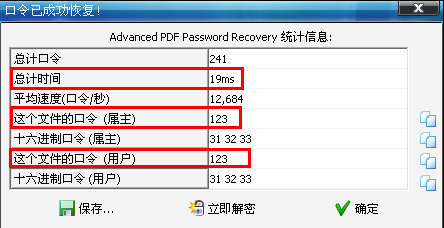 口令已成功恢复!
Advanced PDF Password Recovery 统计信息:
总计口令 241
总计时间 19ms
平均速度(口令/秒) 12,684
这个文件的口令 (属主) 123
十六进制口令 (属主) 31 32 33
这个文件的口令 (用户) 123
十六进制口令 (用户) 31 32 33
保存... 立即解密 确定